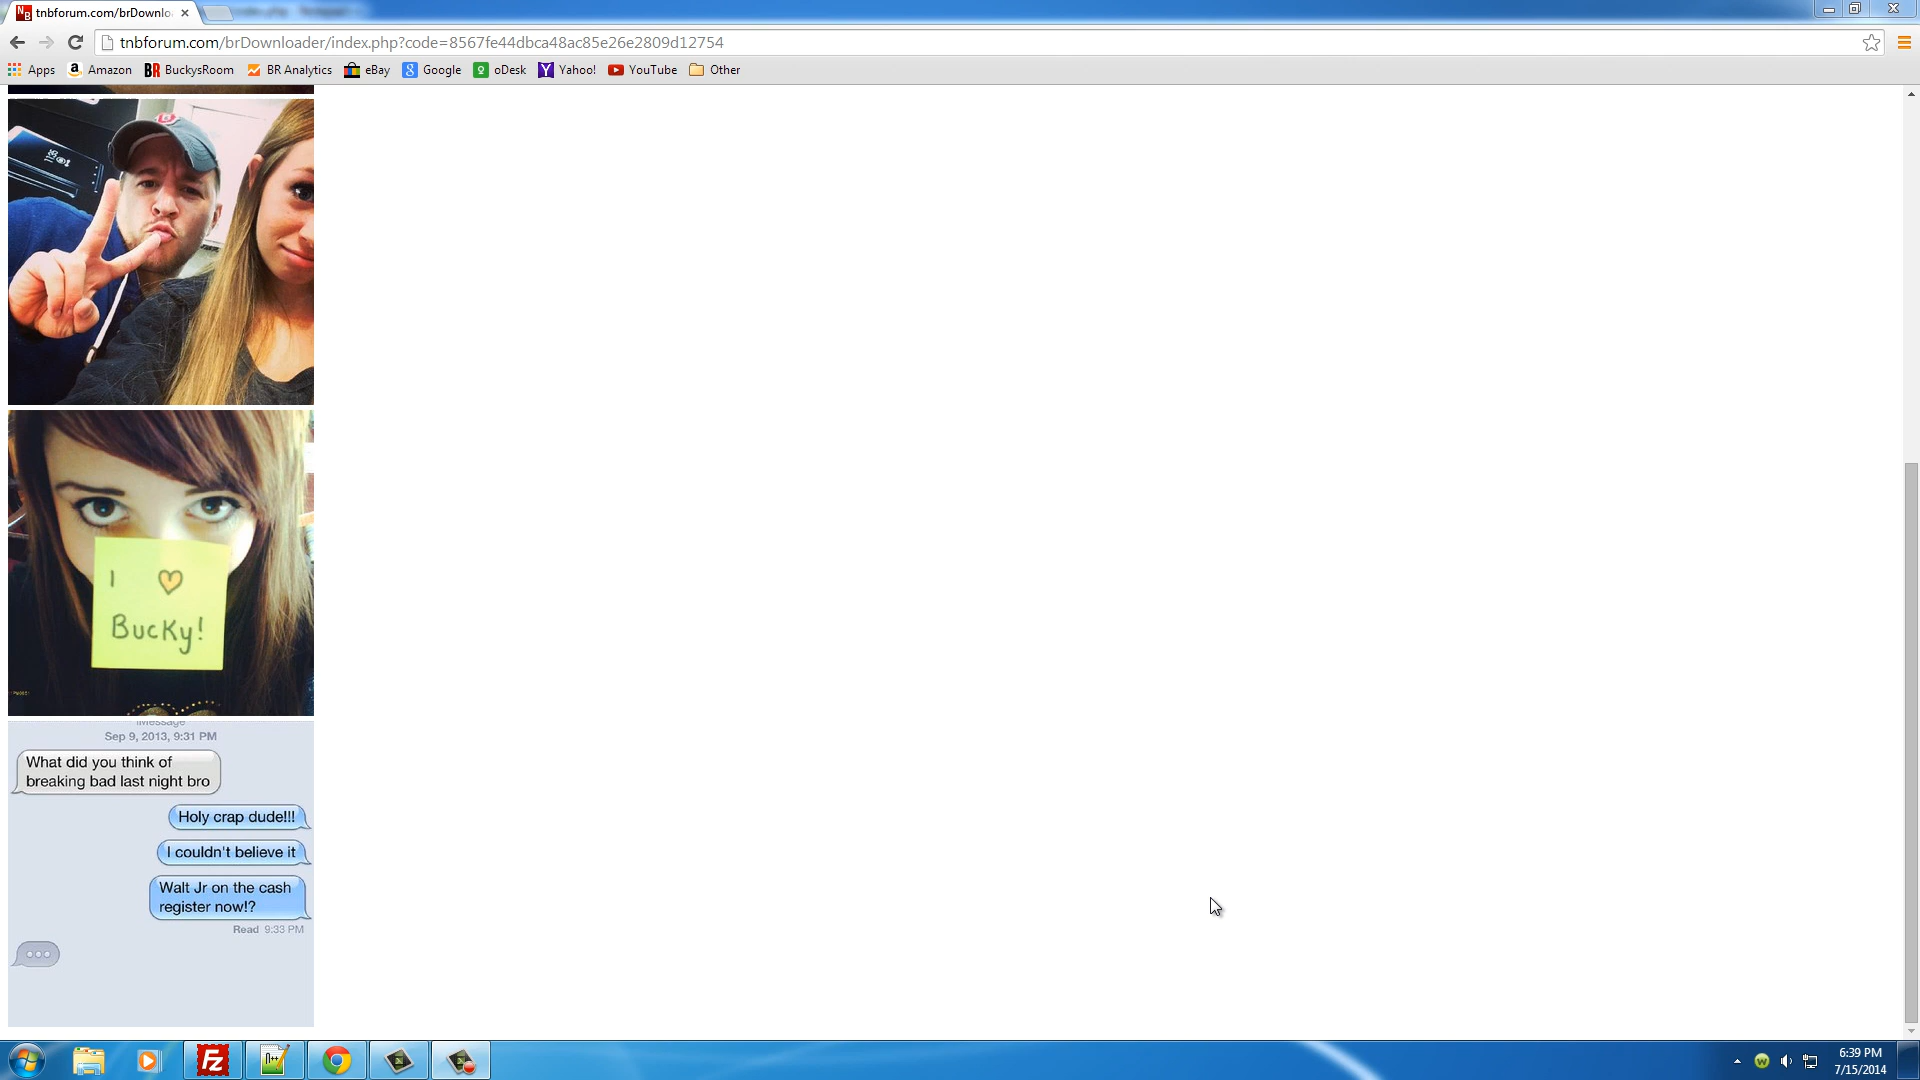 tnbforum.com/brDownlo
tnbforum.com/brDownloader/index.php?code=8567fe44dbca48ac85e26e2809d12754
Apps Amazon BuckysRoom BR Analytics eBay Google oDesk Yahoo! YouTube Other
I
Bucky!
iMessage
Sep 9, 2013, 9:31 PM
What did you think of
breaking bad last night bro
Holy crap dude!!!
I couldn't believe it
Walt Jr on the cash
register now!?
Read 9:33 PM
6:39 PM
7/15/2014